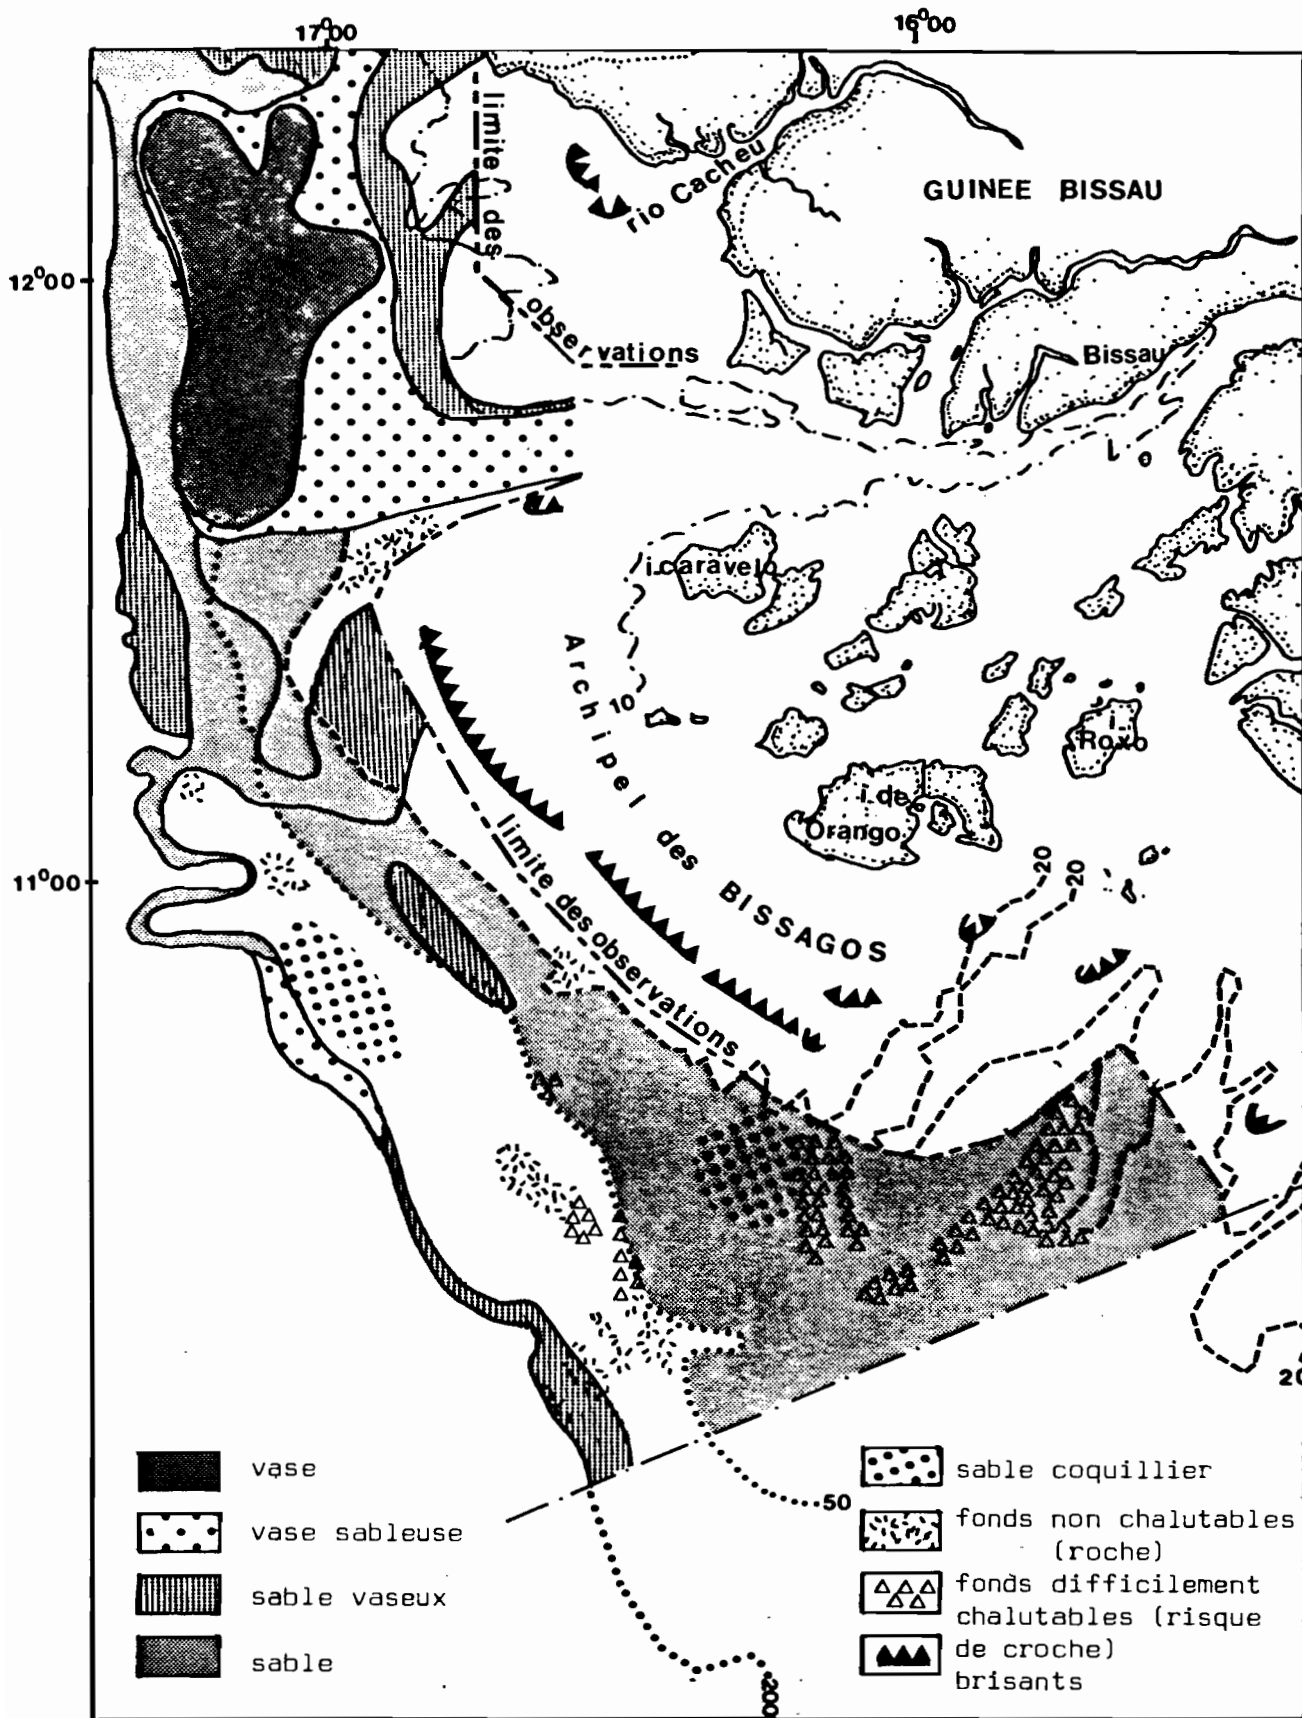 17°00
16°00
limite des
observations
rio Cacheu
GUINEE BISSAU
12°00
Bissau
i.caravelo
Archipel des BISSAGOS
10
i Roxo
i de
Orango
11°00
limite des observations
20
20
20
50
200
vase
vase sableuse
sable vaseux
sable
sable coquillier
fonds non chalutables
(roche)
fonds difficilement
chalutables (risque
de croche)
brisants